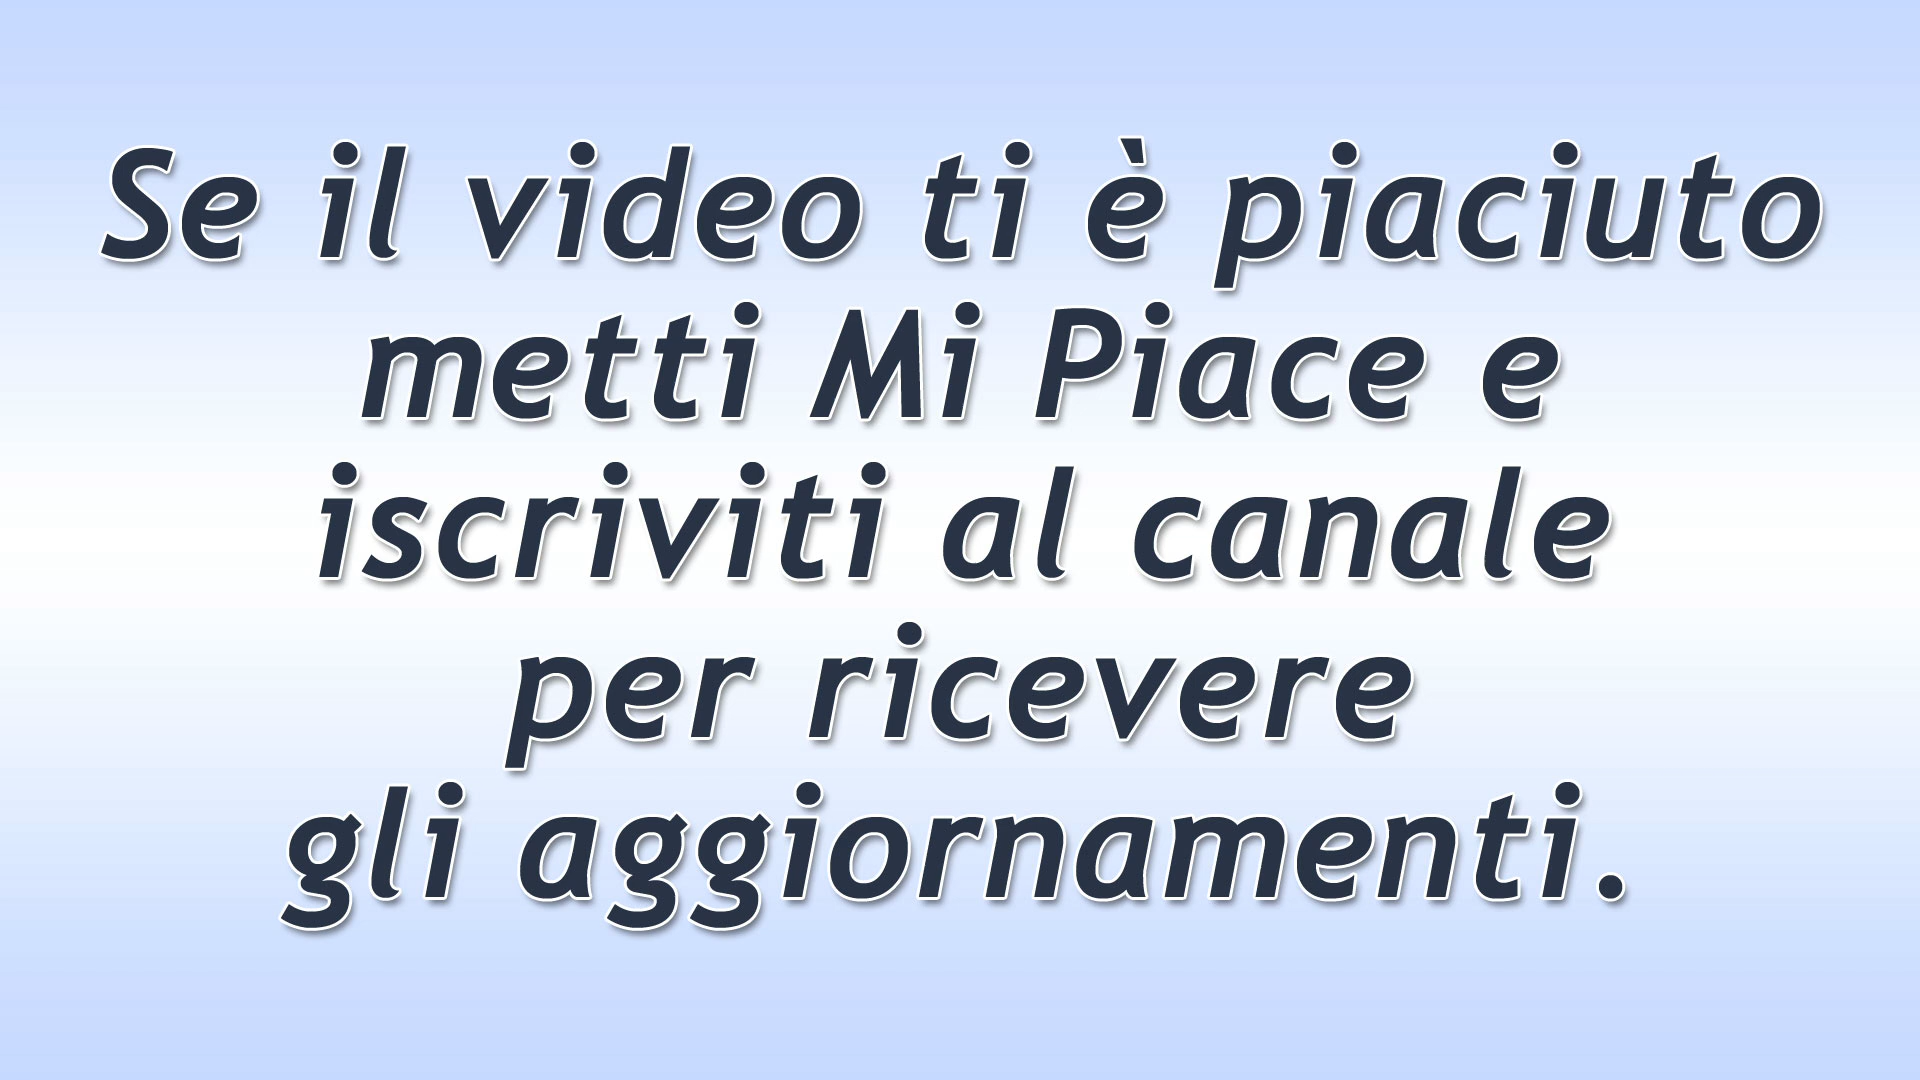 Se il video ti è piaciuto
metti Mi Piace e
iscriviti al canale
per ricevere
gli aggiornamenti.